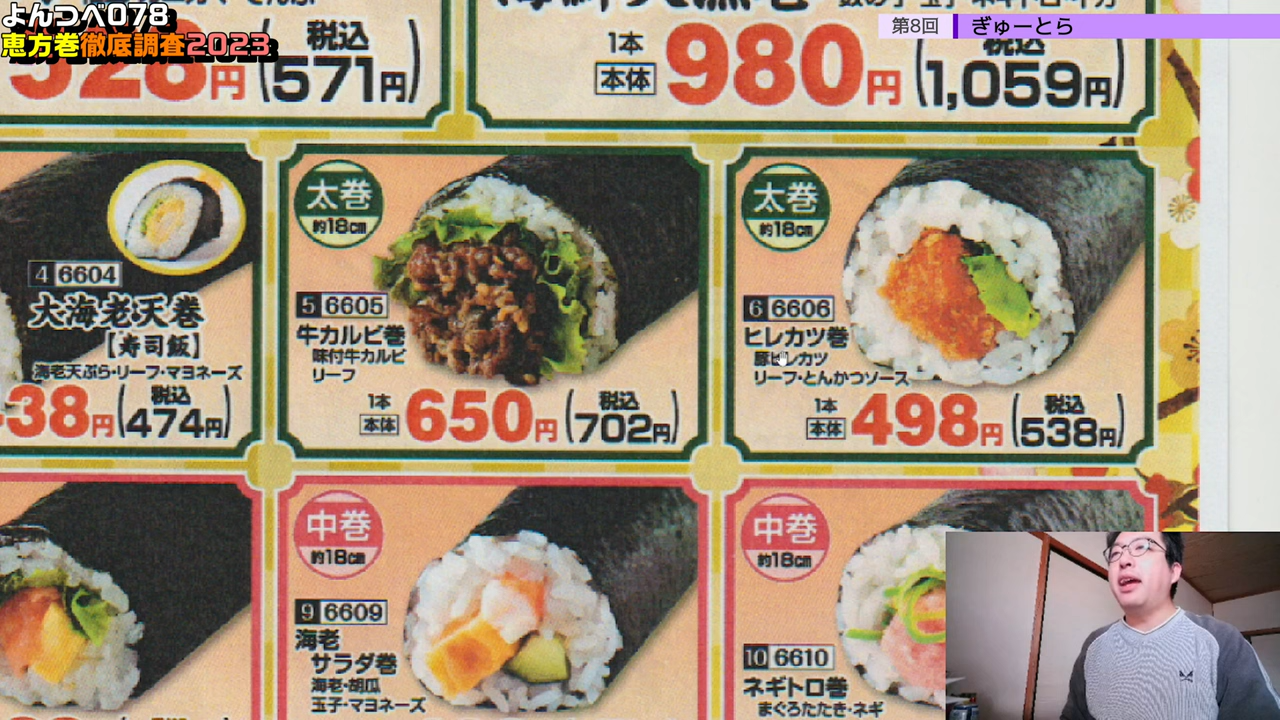 よんつべ078
恵方巻徹底調査2023
第8回 ぎゅーとら
円 税込 (571円)
1本 本体 980円 税込 (1,059円)
4 6604
大海老天巻
【寿司飯】
海老天ぷら・リーフ・マヨネーズ
38円 税込 (474円)
太巻
約18cm
5 6605
牛カルビ巻
味付牛カルビ
リーフ
1本 本体 650円 税込 (702円)
太巻
約18cm
6 6606
ヒレカツ巻
豚ヒレカツ
リーフ・とんかつソース
1本 本体 498円 税込 (538円)
中巻
約18cm
9 6609
海老
サラダ巻
海老・胡瓜
玉子・マヨネーズ
中巻
約18cm
10 6610
ネギトロ巻
まぐろたたき・ネギ